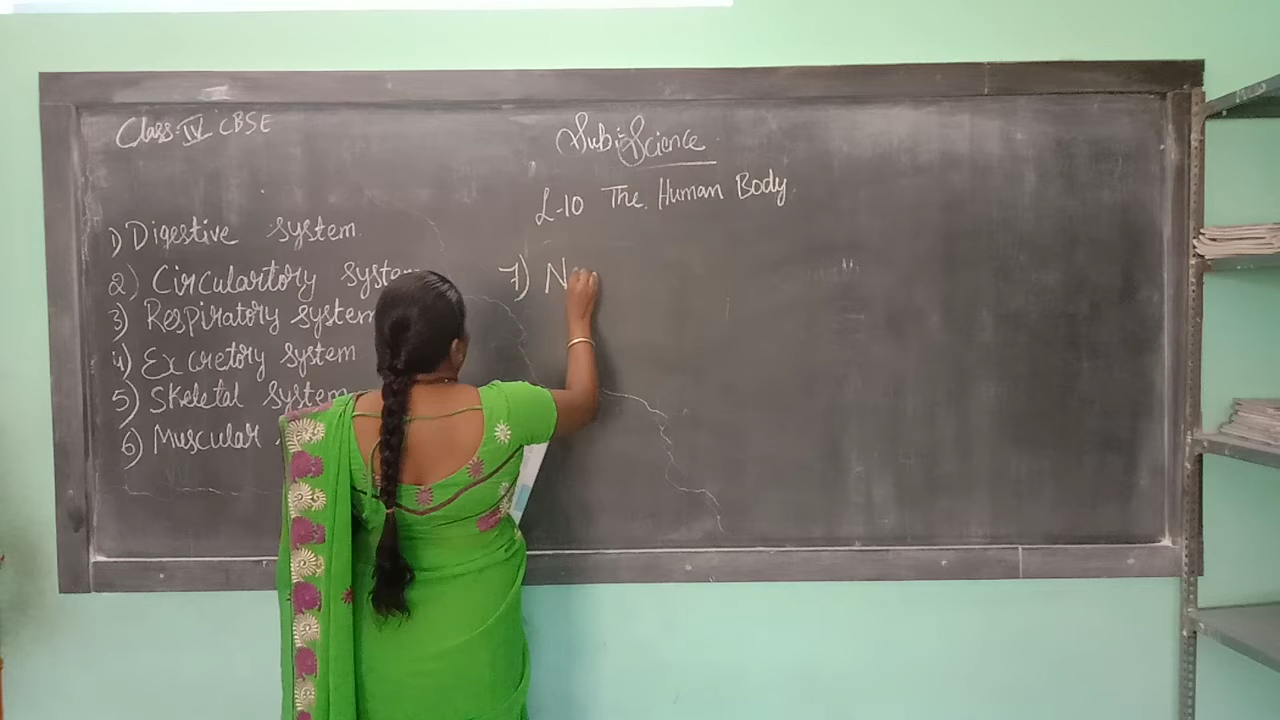 Class-IV CBSE
Sub:-Science
L-10 The Human Body
1) Digestive system
2) Circulartory system
3) Respiratory system
4) Excretory system
5) Skeletal system
6) Muscular
7) N